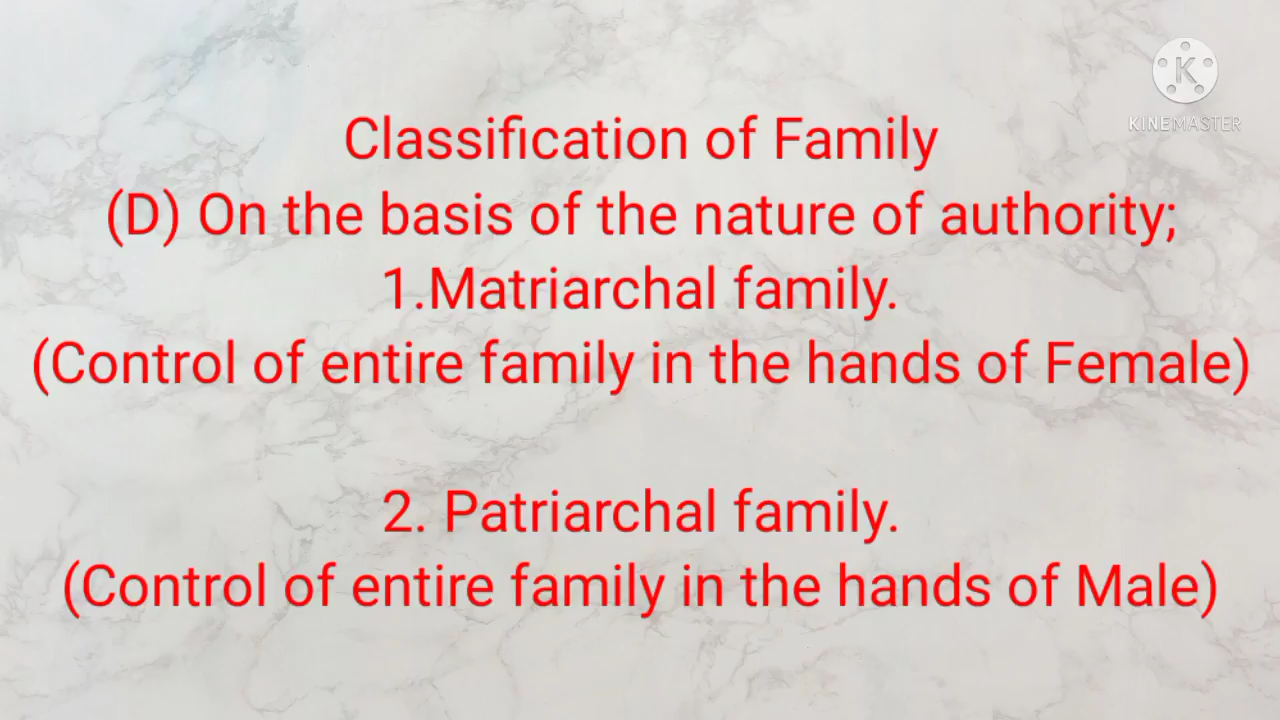 KINEMASTER
Classification of Family
(D) On the basis of the nature of authority;
1.Matriarchal family.
(Control of entire family in the hands of Female)
2. Patriarchal family.
(Control of entire family in the hands of Male)